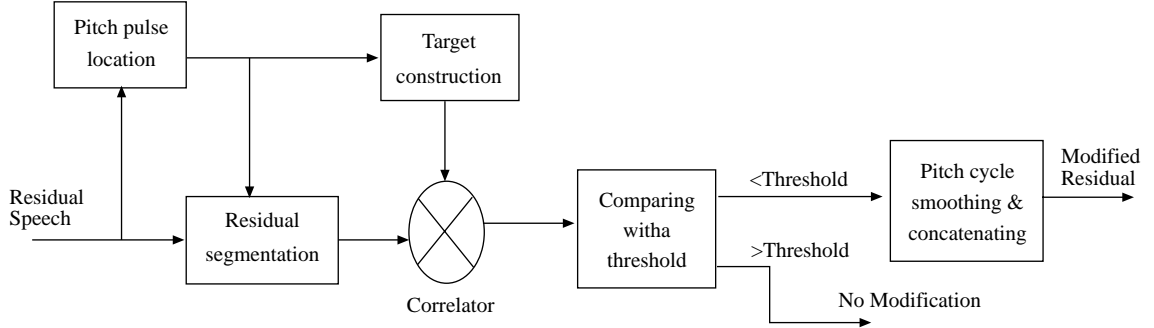 Pitch pulse
location
Target
construction
Residual
Speech
Residual
segmentation
Correlator
Comparing
witha
threshold
<Threshold
>Threshold
No Modification
Pitch cycle
smoothing &
concatenating
Modified
Residual